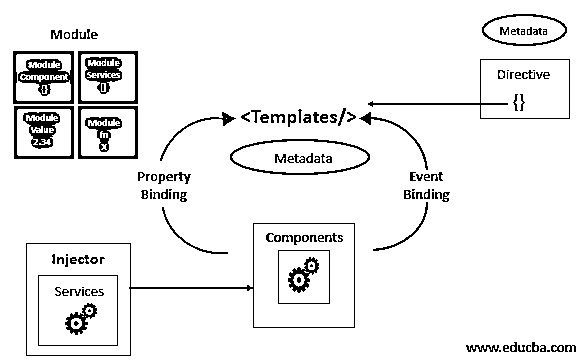 Module
Module
Component
{}
Module
Services
{}
Module
Value
2.34
Module
fn
x
Metadata
Directive
{}
<Templates/>
Metadata
Property
Binding
Event
Binding
Components
Injector
Services
www.educba.com